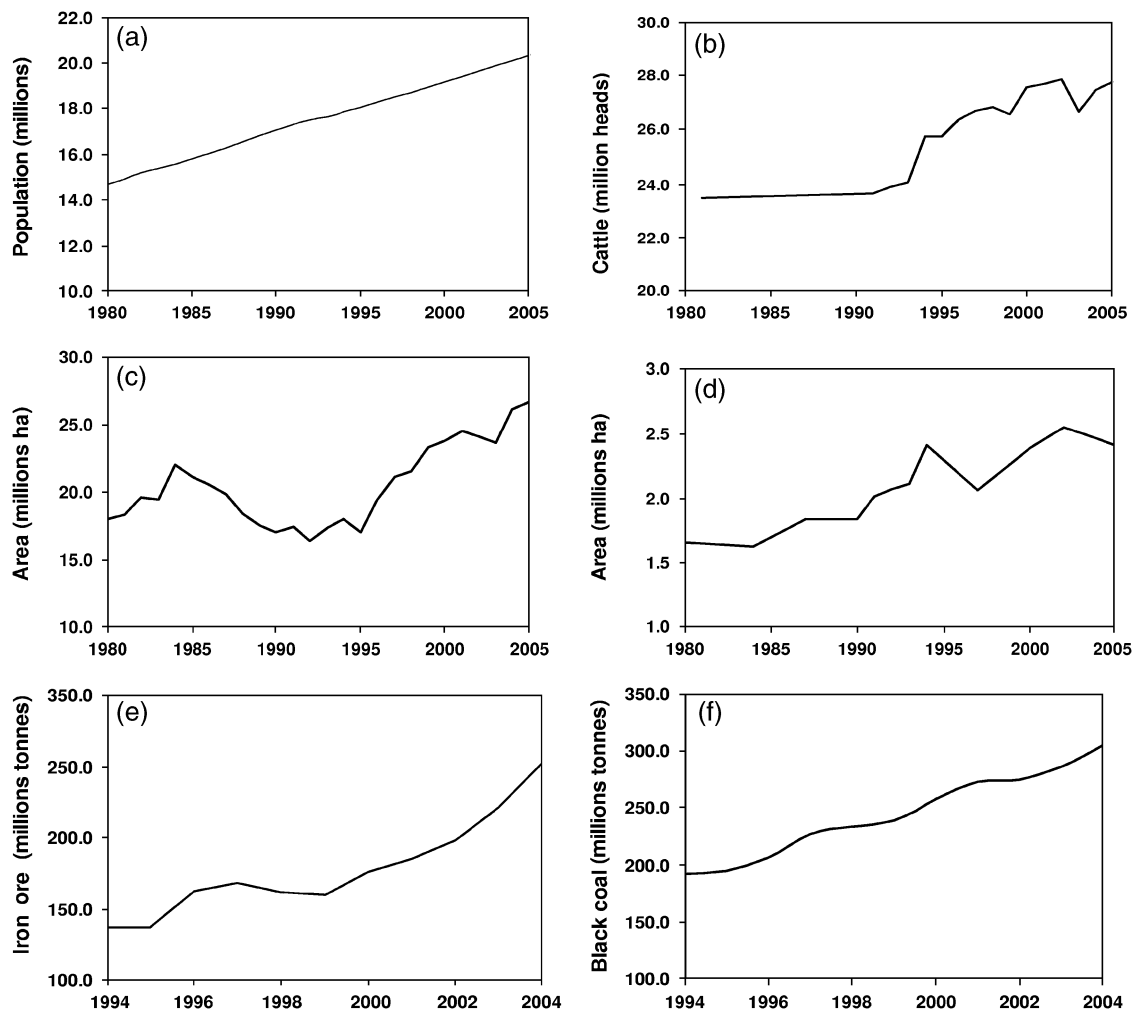 (a)
Population (millions)
22.0
20.0
18.0
16.0
14.0
12.0
10.0
1980 1985 1990 1995 2000 2005
(b)
Cattle (million heads)
30.0
28.0
26.0
24.0
22.0
20.0
1980 1985 1990 1995 2000 2005
(c)
Area (millions ha)
30.0
25.0
20.0
15.0
10.0
1980 1985 1990 1995 2000 2005
(d)
Area (millions ha)
3.0
2.5
2.0
1.5
1.0
1980 1985 1990 1995 2000 2005
(e)
Iron ore (millions tonnes)
350.0
250.0
200.0
150.0
100.0
1994 1996 1998 2000 2002 2004
(f)
Black coal (millions tonnes)
350.0
300.0
250.0
200.0
150.0
100.0
1994 1996 1998 2000 2002 2004